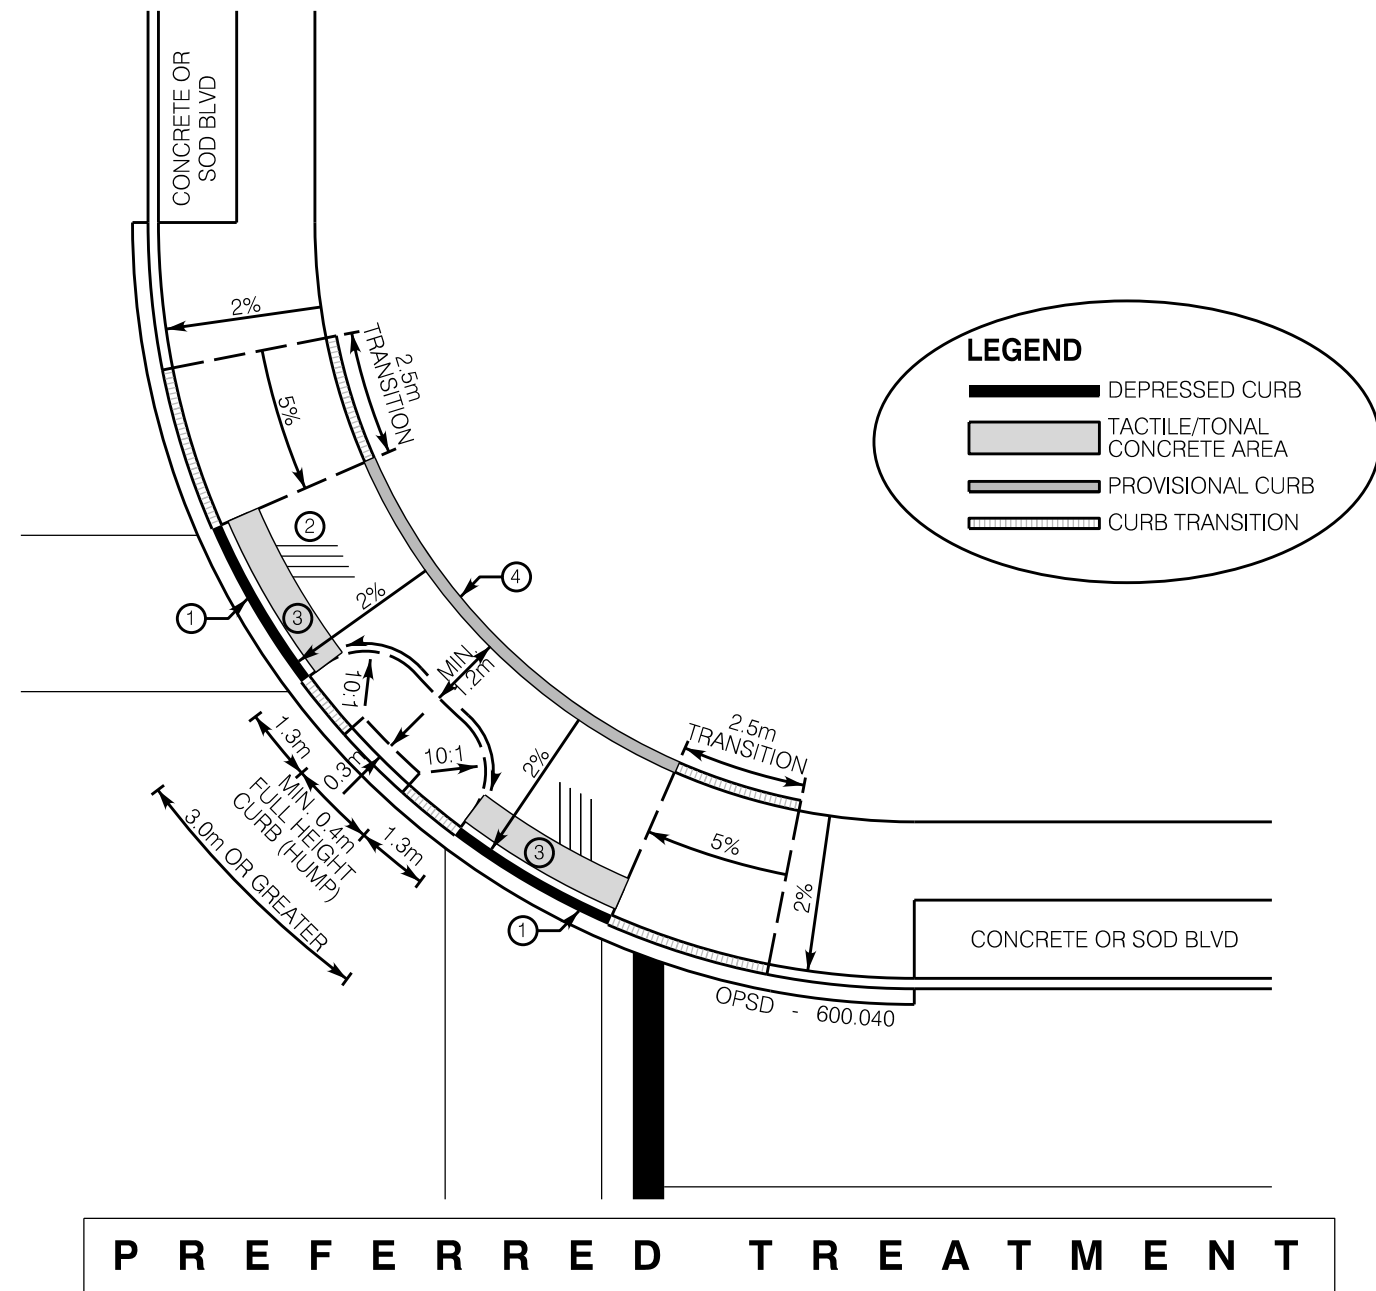 CONCRETE OR
SOD BLVD
2%
2.5m
TRANSITION
5%
LEGEND
DEPRESSED CURB
TACTILE/TONAL
CONCRETE AREA
PROVISIONAL CURB
CURB TRANSITION
2
4
1
3
2%
MIN.
1.2m
10:1
10:1
2%
2.5m
TRANSITION
1.3m
0.3m
MIN. 0.4m
FULL HEIGHT
CURB (HUMP)
1.3m
3.0m OR GREATER
3
5%
2%
1
CONCRETE OR SOD BLVD
OPSD - 600.040
PREFERRED TREATMENT